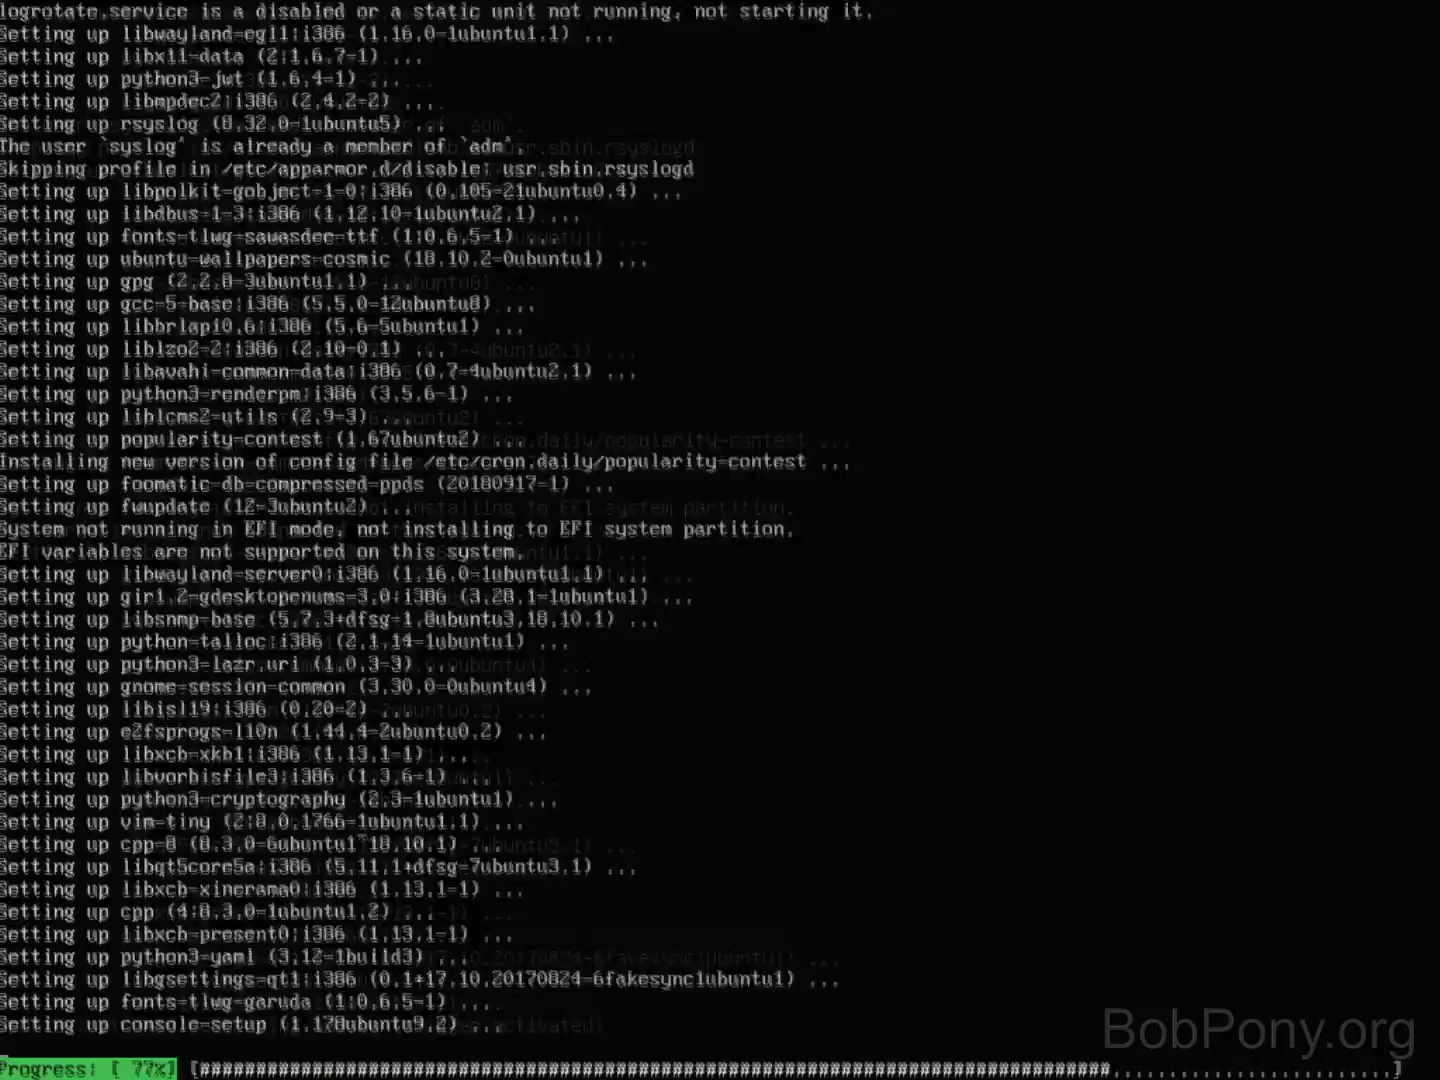 logrotate.service is a disabled or a static unit not running, not starting it.
Setting up libwayland-egl1:i386 (1.16.0-1ubuntu1.1) ...
Setting up libx11-data (2:1.6.7-1) ...
Setting up python3-jwt (1.6.4-1) ...
Setting up libmpdec2:i386 (2.4.2-2) ...
Setting up rsyslog (8.32.0-1ubuntu5) ...
The user `syslog' is already a member of `adm'.
Skipping profile in /etc/apparmor.d/disable: usr.sbin.rsyslogd
Setting up libpolkit-gobject-1-0:i386 (0.105-21ubuntu0.4) ...
Setting up libdbus-1-3:i386 (1.12.10-1ubuntu2.1) ...
Setting up fonts-tlwg-sawasdee-ttf (1:0.6.5-1) ...
Setting up ubuntu-wallpapers-cosmic (18.10.2-0ubuntu1) ...
Setting up gpg (2.2.8-3ubuntu1.1) ...
Setting up gcc-5-base:i386 (5.5.0-12ubuntu8) ...
Setting up libbrlapi0.6:i386 (5.6-5ubuntu1) ...
Setting up liblzo2-2:i386 (2.10-0.1) ...
Setting up libavahi-common-data:i386 (0.7-4ubuntu2.1) ...
Setting up python3-renderpm:i386 (3.5.6-1) ...
Setting up liblcms2-utils (2.9-3) ...
Setting up popularity-contest (1.67ubuntu2) ...
Installing new version of config file /etc/cron.daily/popularity-contest ...
Setting up foomatic-db-compressed-ppds (20180917-1) ...
Setting up fwupdate (12-3ubuntu2) ...
System not running in EFI mode, not installing to EFI system partition.
EFI variables are not supported on this system.
Setting up libwayland-server0:i386 (1.16.0-1ubuntu1.1) ...
Setting up gir1.2-gdesktopenums-3.0:i386 (3.28.1-1ubuntu1) ...
Setting up libsnmp-base (5.7.3+dfsg-1.8ubuntu3.18.10.1) ...
Setting up python-talloc:i386 (2.1.14-1ubuntu1) ...
Setting up python3-lazr.uri (1.0.3-3) ...
Setting up gnome-session-common (3.30.0-0ubuntu4) ...
Setting up libisl19:i386 (0.20-2) ...
Setting up e2fsprogs-l10n (1.44.4-2ubuntu0.2) ...
Setting up libxcb-xkb1:i386 (1.13.1-1) ...
Setting up libvorbisfile3:i386 (1.3.6-1) ...
Setting up python3-cryptography (2.3-1ubuntu1) ...
Setting up vim-tiny (2:8.0.1766-1ubuntu1.1) ...
Setting up cpp-8 (8.3.0-6ubuntu1~18.10.1) ...
Setting up libqt5core5a:i386 (5.11.1+dfsg-7ubuntu3.1) ...
Setting up libxcb-xinerama0:i386 (1.13.1-1) ...
Setting up cpp (4:8.3.0-1ubuntu1.2) ...
Setting up libxcb-present0:i386 (1.13.1-1) ...
Setting up python3-yaml (3.12-1build3) ...
Setting up libgsettings-qt1:i386 (0.1+17.10.20170824-6fakesync1ubuntu1) ...
Setting up fonts-tlwg-garuda (1:0.6.5-1) ...
Setting up console-setup (1.178ubuntu9.2) ...
BobPony.org
Progress: [ 77%] [##################################################################################..........................]